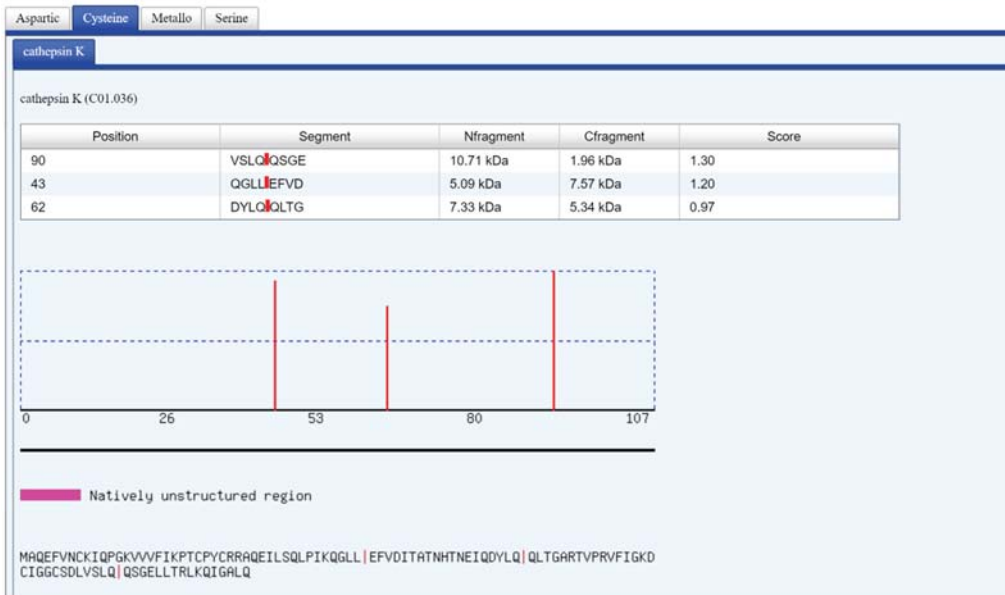 Aspartic Cysteine Metallo Serine
cathepsin K
cathepsin K (C01.036)
Position Segment Nfragment Cfragment Score
90 VSLQ|QSGE 10.71 kDa 1.96 kDa 1.30
43 QGLL|EFVD 5.09 kDa 7.57 kDa 1.20
62 DYLQ|QLTG 7.33 kDa 5.34 kDa 0.97
0 26 53 80 107
Natively unstructured region
MAQEFVNCKIQPGKVVVFIKPTCPYCRRAQEILSQLPIKQGLL|EFVDITATNHTNEIQDYLQ|QLTGARTVPRVFIGKD
CIGGCSDLVSLQ|QSGELLTRLKQIGALQ